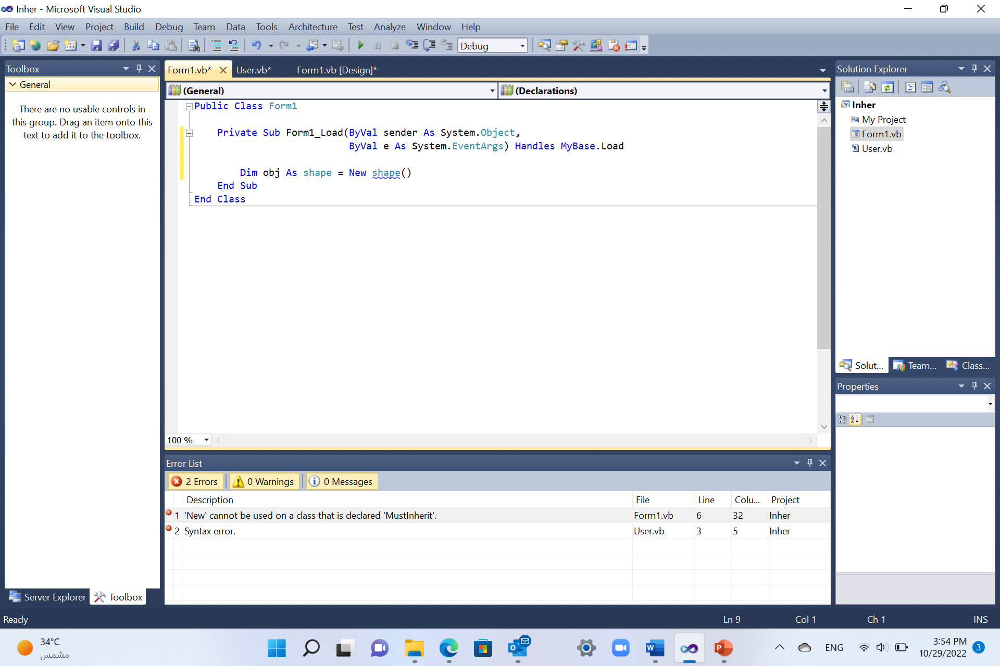 Inher - Microsoft Visual Studio
File Edit View Project Build Debug Team Data Tools Architecture Test Analyze Window Help
Debug
Toolbox
General
There are no usable controls in
this group. Drag an item onto this
text to add it to the toolbox.
Server Explorer Toolbox
Form1.vb* User.vb* Form1.vb [Design]*
(General) (Declarations)
Public Class Form1
Private Sub Form1_Load(ByVal sender As System.Object,
ByVal e As System.EventArgs) Handles MyBase.Load
Dim obj As shape = New shape()
End Sub
End Class
100 %
Error List
2 Errors 0 Warnings 0 Messages
Description File Line Colu... Project
1 'New' cannot be used on a class that is declared 'MustInherit'. Form1.vb 6 32 Inher
2 Syntax error. User.vb 3 5 Inher
Solution Explorer
Inher
My Project
Form1.vb
User.vb
Solut... Team... Class...
Properties
Ready Ln 9 Col 1 Ch 1 INS
34°C
مشمس
ENG
3:54 PM
10/29/2022
3